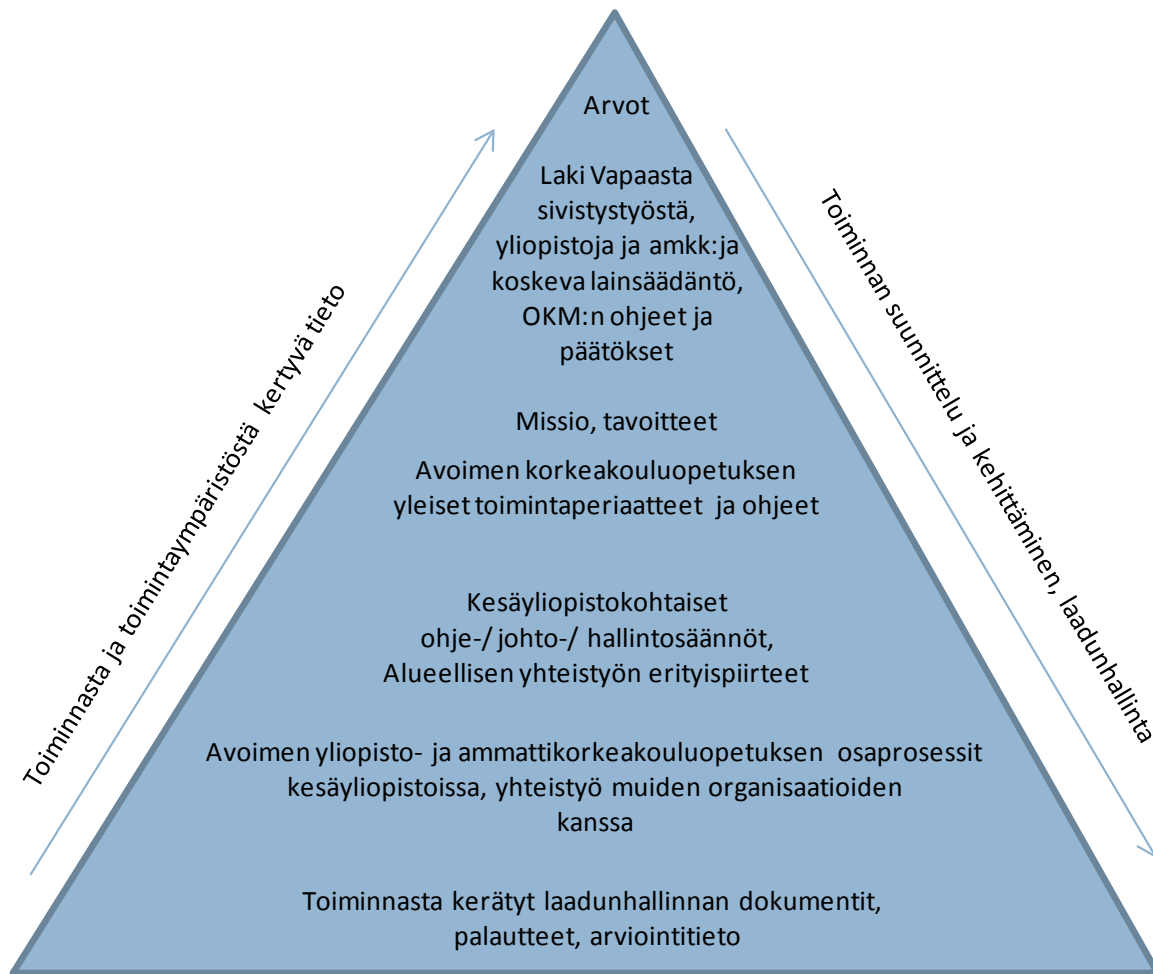 Arvot
Laki Vapaasta
sivistystyöstä,
yliopistoja ja amkk:ja
koskeva lainsäädäntö,
OKM:n ohjeet ja
päätökset
Missio, tavoitteet
Avoimen korkeakouluopetuksen
yleiset toimintaperiaatteet ja ohjeet
Kesäyliopistokohtaiset
ohje-/ johto-/ hallintosäännöt,
Alueellisen yhteistyön erityispiirteet
Avoimen yliopisto- ja ammattikorkeakouluopetuksen osaprosessit
kesäyliopistoissa, yhteistyö muiden organisaatioiden
kanssa
Toiminnasta kerätyt laadunhallinnan dokumentit,
palautteet, arviointitieto
Toiminnasta ja toimintaympäristöstä kertyvä tieto
Toiminnan suunnittelu ja kehittäminen, laadunhallinta